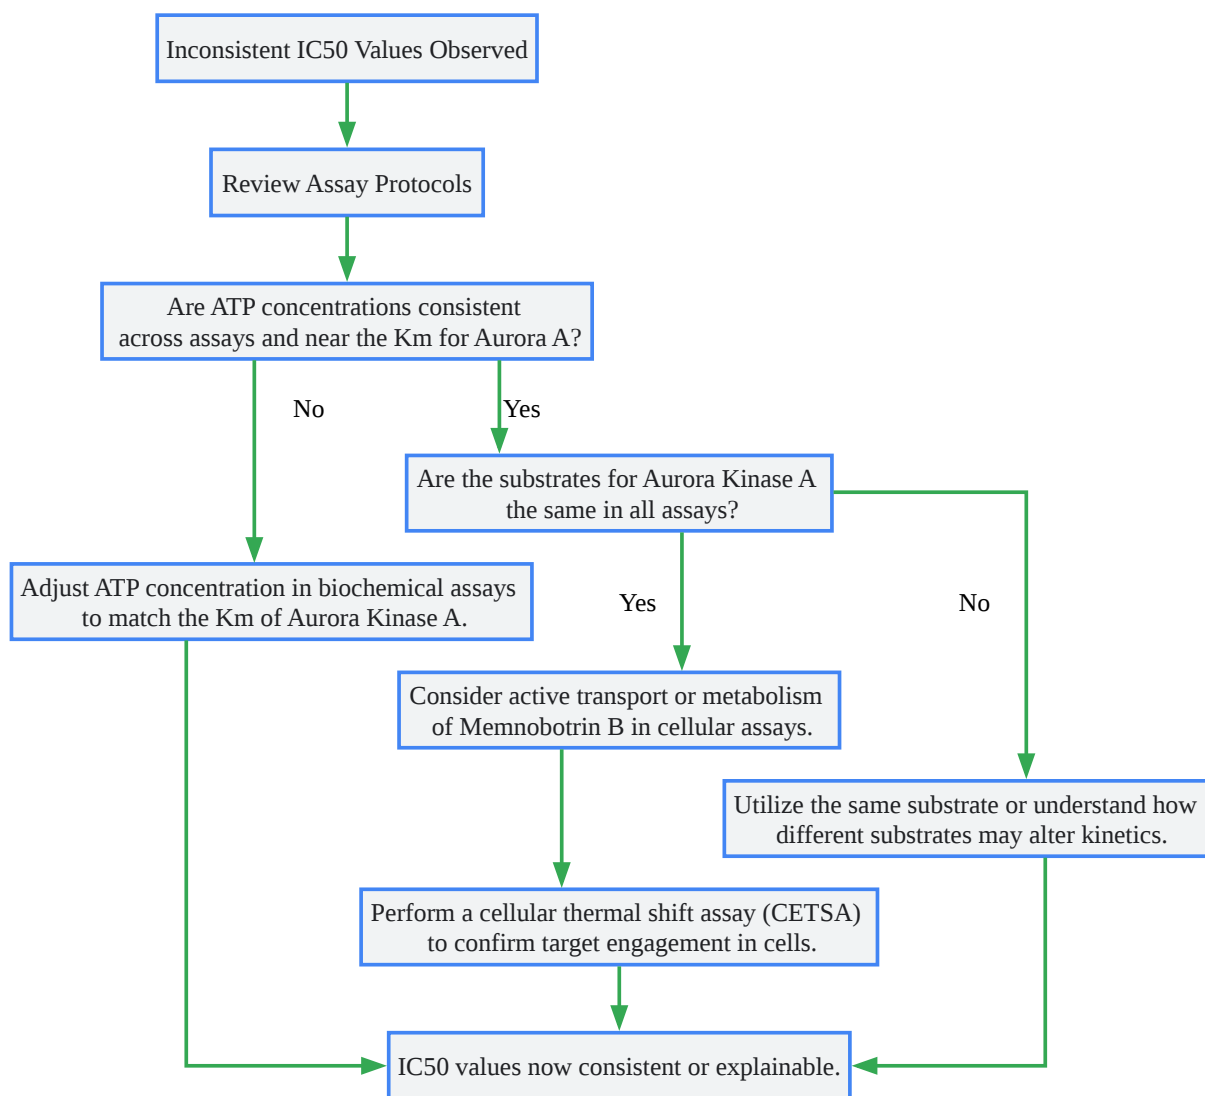 Inconsistent IC50 Values Observed
Review Assay Protocols
Are ATP concentrations consistent
across assays and near the Km for Aurora A?
No
Yes
Are the substrates for Aurora Kinase A
the same in all assays?
Adjust ATP concentration in biochemical assays
to match the Km of Aurora Kinase A.
Yes
No
Consider active transport or metabolism
of Memnobotrin B in cellular assays.
Utilize the same substrate or understand how
different substrates may alter kinetics.
Perform a cellular thermal shift assay (CETSA)
to confirm target engagement in cells.
IC50 values now consistent or explainable.